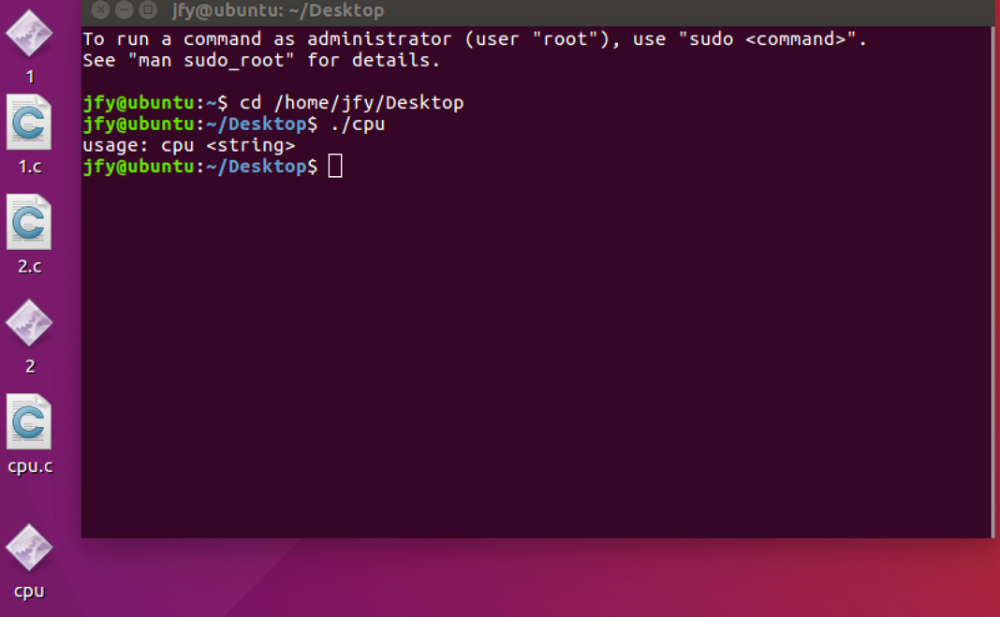 jfy@ubuntu: ~/Desktop
To run a command as administrator (user "root"), use "sudo <command>".
See "man sudo_root" for details.
jfy@ubuntu:~$ cd /home/jfy/Desktop
jfy@ubuntu:~/Desktop$ ./cpu
usage: cpu <string>
jfy@ubuntu:~/Desktop$
1
1.c
2.c
2
cpu.c
cpu